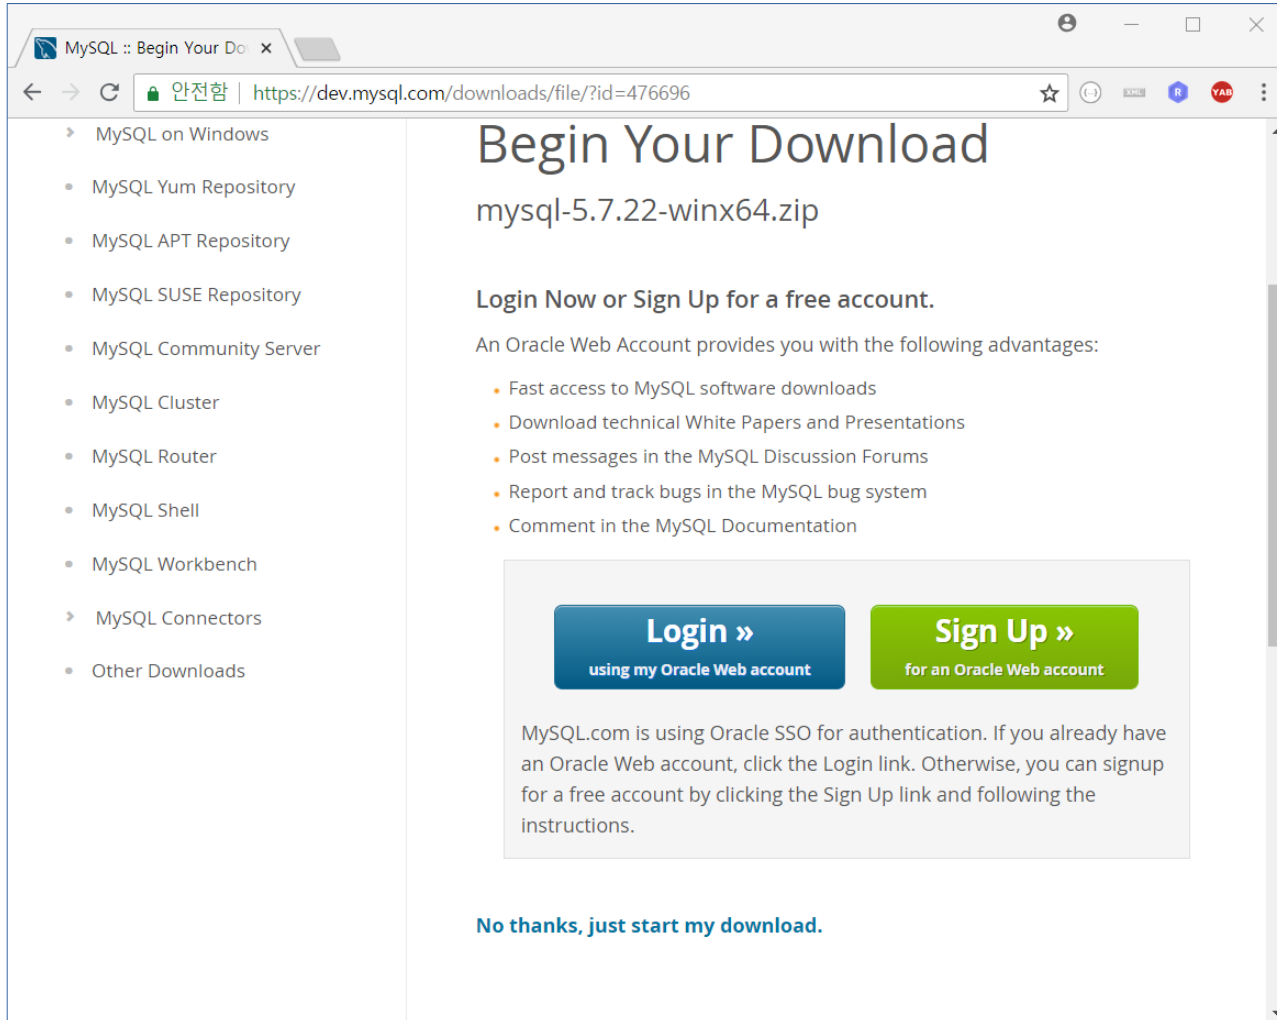 MySQL :: Begin Your Do
안전함 | https://dev.mysql.com/downloads/file/?id=476696
XML
R
YAB
MySQL on Windows
MySQL Yum Repository
MySQL APT Repository
MySQL SUSE Repository
MySQL Community Server
MySQL Cluster
MySQL Router
MySQL Shell
MySQL Workbench
MySQL Connectors
Other Downloads
Begin Your Download
mysql-5.7.22-winx64.zip
Login Now or Sign Up for a free account.
An Oracle Web Account provides you with the following advantages:
Fast access to MySQL software downloads
Download technical White Papers and Presentations
Post messages in the MySQL Discussion Forums
Report and track bugs in the MySQL bug system
Comment in the MySQL Documentation
Login »
using my Oracle Web account
Sign Up »
for an Oracle Web account
MySQL.com is using Oracle SSO for authentication. If you already have
an Oracle Web account, click the Login link. Otherwise, you can signup
for a free account by clicking the Sign Up link and following the
instructions.
No thanks, just start my download.